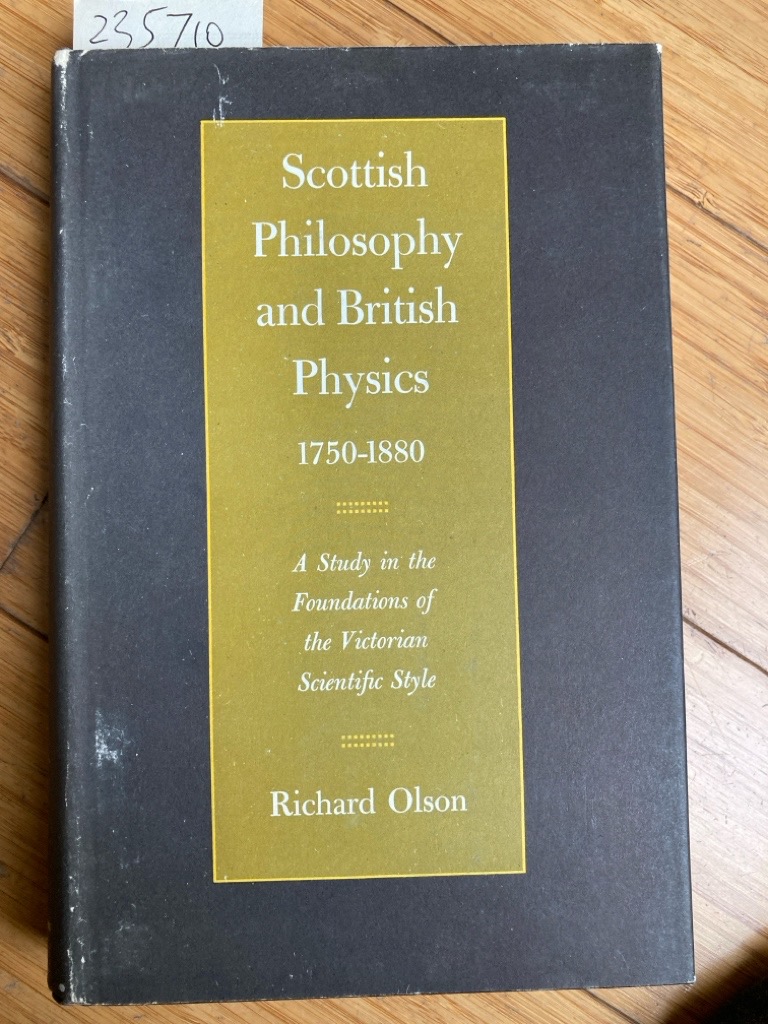 235710
Scottish
Philosophy
and British
Physics
1750-1880
A Study in the
Foundations of
the Victorian
Scientific Style
Richard Olson